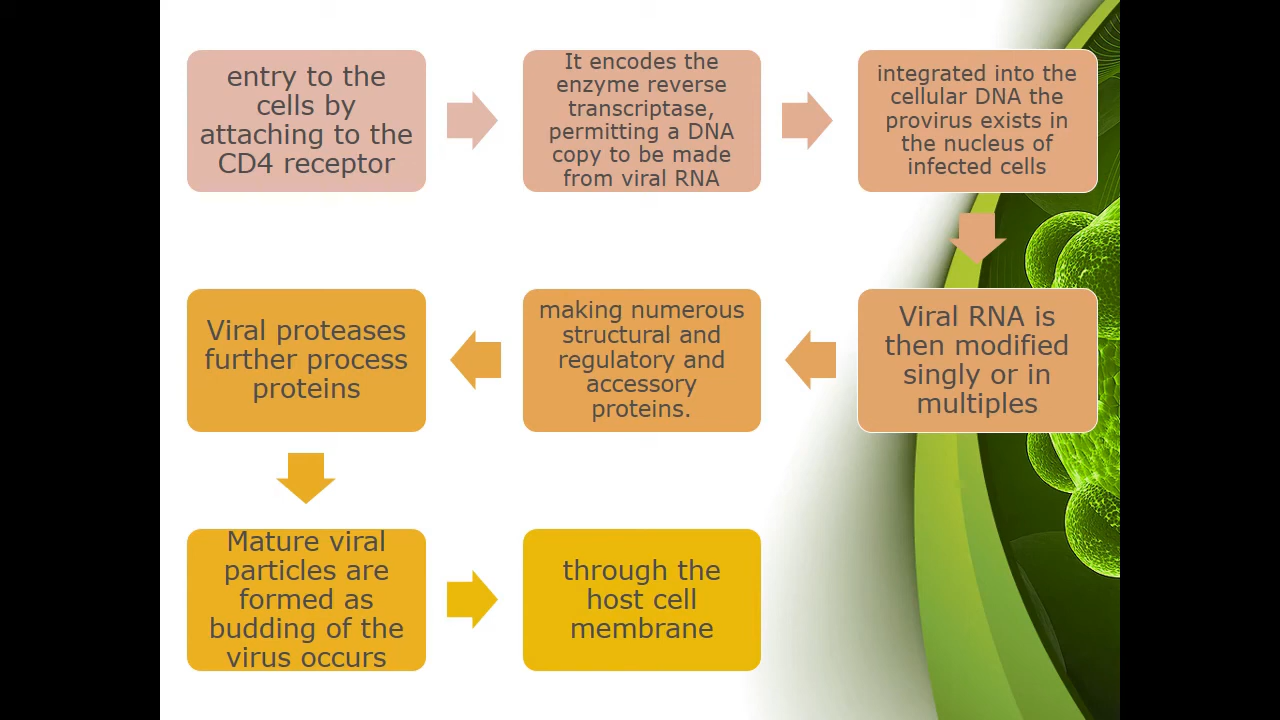 entry to the
cells by
attaching to the
CD4 receptor
It encodes the
enzyme reverse
transcriptase,
permitting a DNA
copy to be made
from viral RNA
integrated into the
cellular DNA the
provirus exists in
the nucleus of
infected cells
Viral RNA is
then modified
singly or in
multiples
making numerous
structural and
regulatory and
accessory
proteins.
Viral proteases
further process
proteins
Mature viral
particles are
formed as
budding of the
virus occurs
through the
host cell
membrane